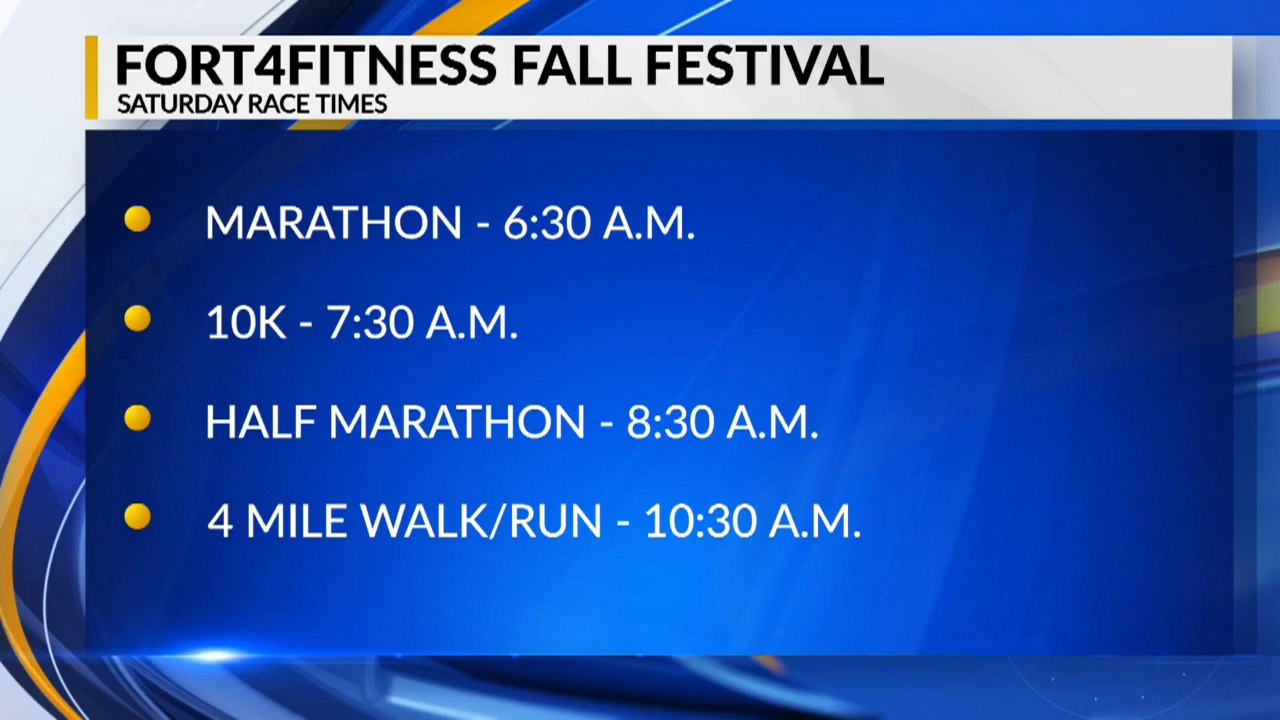 FORT4FITNESS FALL FESTIVAL
SATURDAY RACE TIMES
MARATHON - 6:30 A.M.
10K - 7:30 A.M.
HALF MARATHON - 8:30 A.M.
4 MILE WALK/RUN - 10:30 A.M.